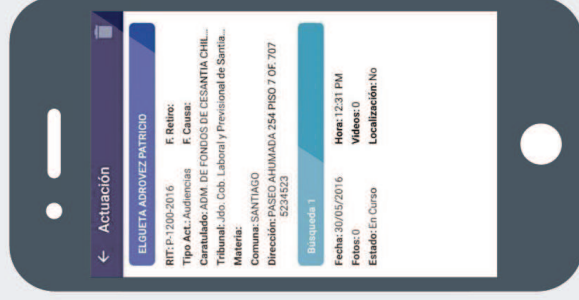 Actuación
ELGUETA ADROVEZ PATRICIO
RIT: P-1200-2016 F. Retiro:
Tipo Act.: Audiencias F. Causa:
Caratulado: ADM. DE FONDOS DE CESANTIA CHIL...
Tribunal: Jdo. Cob. Laboral y Previsional de Santia...
Materia:
Comuna: SANTIAGO
Dirección: PASEO AHUMADA 254 PISO 7 OF. 707
5234523
Búsqueda 1
Fecha: 30/05/2016 Hora: 12:31 PM
Fotos: 0 Videos: 0
Estado: En Curso Localización: No